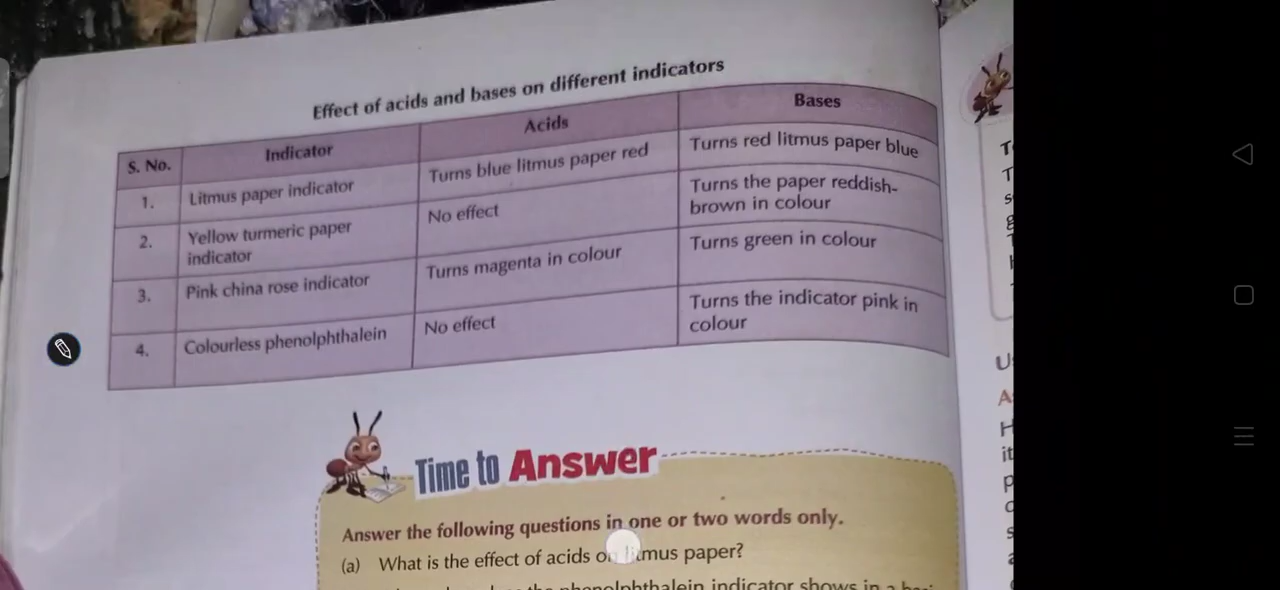 Effect of acids and bases on different indicators
S. No. Indicator Acids Bases
1. Litmus paper indicator Turns blue litmus paper red Turns red litmus paper blue
2. Yellow turmeric paper indicator No effect Turns the paper reddish-brown in colour
3. Pink china rose indicator Turns magenta in colour Turns green in colour
4. Colourless phenolphthalein No effect Turns the indicator pink in colour
Time to Answer
Answer the following questions in one or two words only.
(a) What is the effect of acids on litmus paper?
the phenolphthalein indicator shows in a